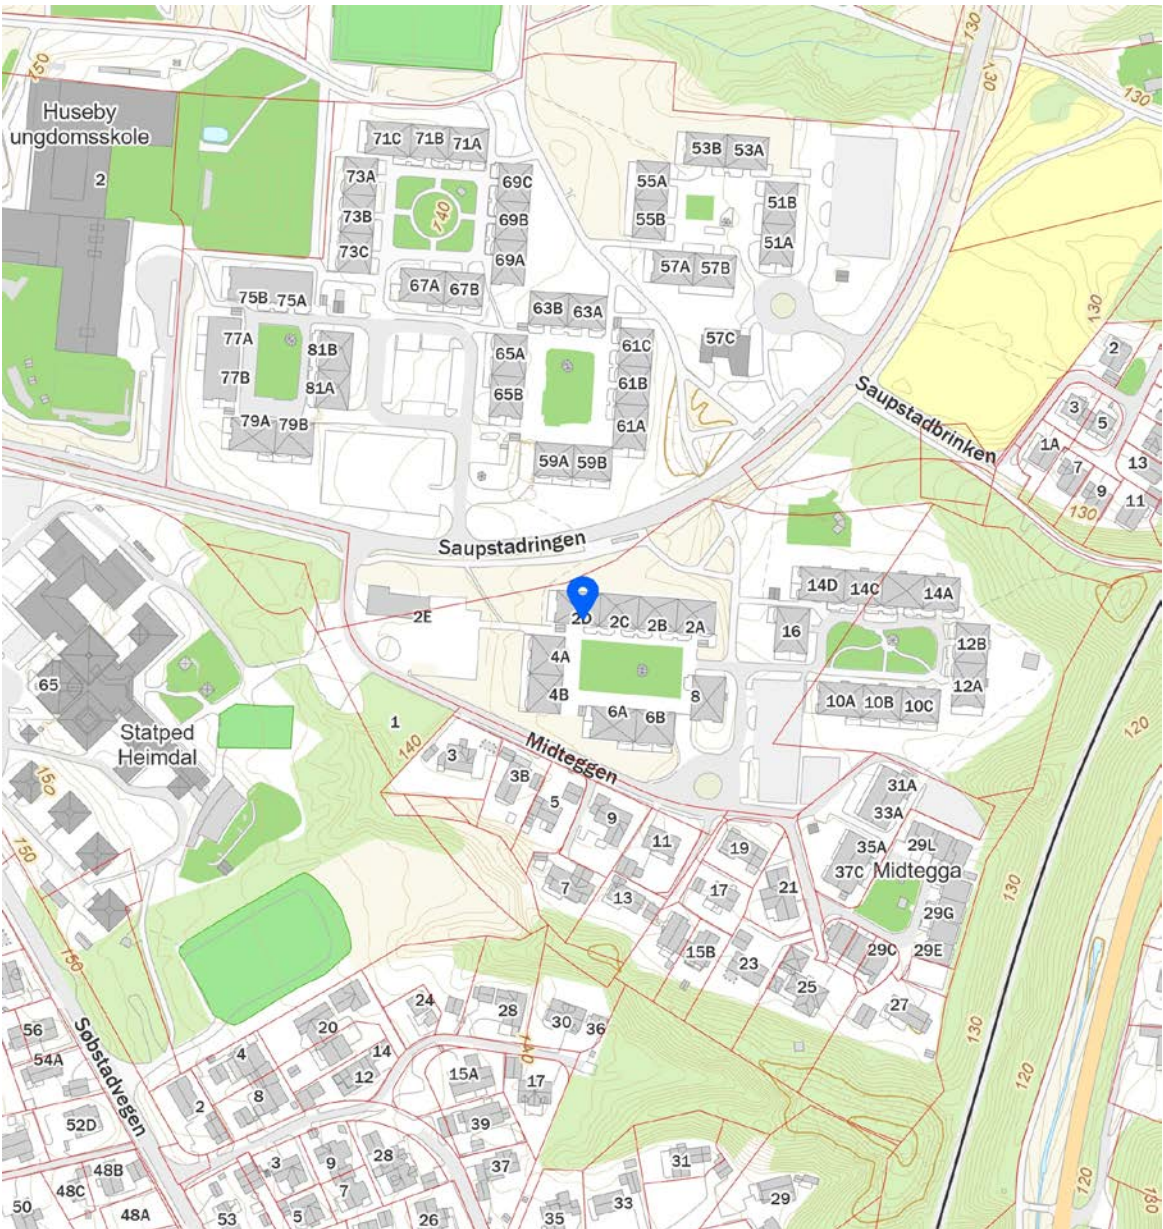 130
150
130
130
Huseby
ungdomsskole
2
71C
71B
71A
53B
53A
73A
69C
55A
51B
140
73B
69B
55B
51A
73C
69A
57A
57B
67A
67B
75B
75A
63B
63A
130
77A
81B
65A
61C
57C
2
77B
81A
65B
61B
Saupstadbrinken
3
5
79A
79B
61A
1A
13
59A
59B
7
9
11
130
Saupstadringen
14D
14C
14A
2E
2D
2C
2B
2A
16
12B
4A
65
4B
8
10A
10B
10C
12A
1
6A
6B
120
Statped
Heimdal
140
3
Midteggen
3B
150
31A
5
33A
9
11
19
35A
29L
150
37C
Midtegga
7
13
17
21
130
29G
15B
29C
29E
150
23
25
24
28
27
20
30
36
130
56
4
14
140
54A
12
15A
17
120
Søbstadvegen
2
8
52D
39
48B
3
9
28
37
31
48C
7
29
120
50
48A
53
5
26
35
33
130